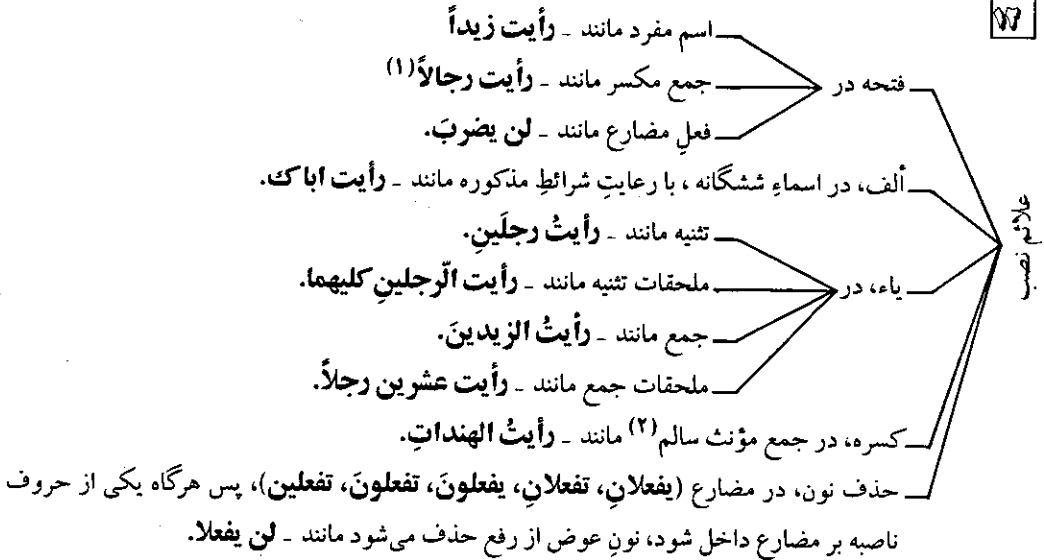 ۱۷
اسم مفرد مانند - رأیت زیداً
فتحه در
جمع مکسر مانند - رأیت رجالاً (۱)
فعلِ مضارع مانند - لن یضربَ.
ألف، در اسماءِ ششگانه، با رعایتِ شرائطِ مذکوره مانند - رأیت اباک.
علائم نصب
تثنیه مانند - رأیتُ رجلَینِ.
یاء، در
ملحقات تثنیه مانند - رأیت الّرجلینِ کلیهما.
جمع مانند - رأیتُ الزیدینَ.
ملحقات جمع مانند - رأیت عشرین رجلاً.
کسره، در جمع مؤنث سالم (۲) مانند - رأیتُ الهنداتِ.
حذف نون، در مضارع (یفعلانِ، تفعلانِ، یفعلونَ، تفعلونَ، تفعلین)، پس هرگاه یکی از حروف
ناصبه بر مضارع داخل شود، نونِ عوض از رفع حذف می‌شود مانند - لن یفعلا.